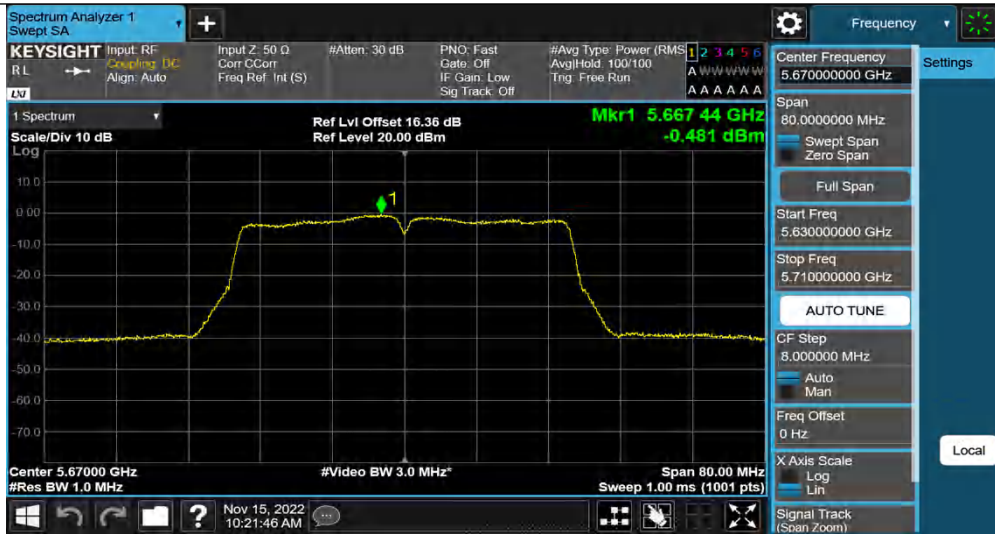 Spectrum Analyzer 1
Swept SA
+
Frequency
KEYSIGHT
RL
LXI
Input: RF
Coupling: DC
Align: Auto
Input Z: 50 Ω
Corr CCorr
Freq Ref: Int (S)
#Atten: 30 dB
PNO: Fast
Gate: Off
IF Gain: Low
Sig Track: Off
#Avg Type: Power (RMS
Avg|Hold: 100/100
Trig: Free Run
1 2 3 4 5 6
A W W W W W
A A A A A A
1 Spectrum
Scale/Div 10 dB
Log
Ref Lvl Offset 16.36 dB
Ref Level 20.00 dBm
Mkr1 5.667 44 GHz
-0.481 dBm
10.0
0.00
-10.0
-20.0
-30.0
-40.0
-50.0
-60.0
-70.0
1
Center 5.67000 GHz
#Res BW 1.0 MHz
#Video BW 3.0 MHz*
Span 80.00 MHz
Sweep 1.00 ms (1001 pts)
Center Frequency
5.670000000 GHz
Span
80.0000000 MHz
Swept Span
Zero Span
Full Span
Start Freq
5.630000000 GHz
Stop Freq
5.710000000 GHz
AUTO TUNE
CF Step
8.000000 MHz
Auto
Man
Freq Offset
0 Hz
X Axis Scale
Log
Lin
Signal Track
(Span Zoom)
Settings
Local
?
Nov 15, 2022
10:21:46 AM